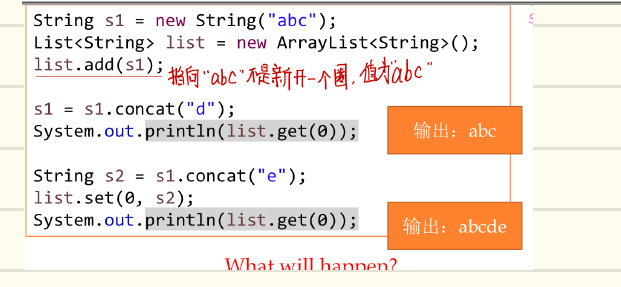 String s1 = new String("abc");
List<String> list = new ArrayList<String>();
list.add(s1); 指向"abc"不是新开一个圈,值为"abc"
s1 = s1.concat("d");
System.out.println(list.get(0));
输出：abc
String s2 = s1.concat("e");
list.set(0, s2);
System.out.println(list.get(0));
输出：abcde
What will happen?